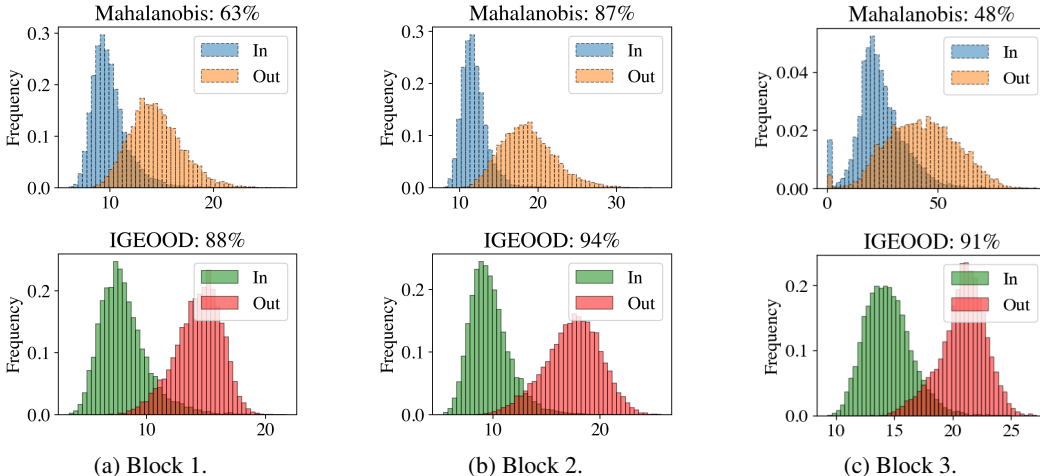 Mahalanobis: 63%
Frequency
0.3
0.2
0.1
0.0
10
20
In
Out
Mahalanobis: 87%
Frequency
0.3
0.2
0.1
0.0
10
20
30
In
Out
Mahalanobis: 48%
Frequency
0.04
0.02
0.00
0
50
In
Out
IGEOOD: 88%
Frequency
0.2
0.1
0.0
10
20
In
Out
IGEOOD: 94%
Frequency
0.2
0.1
0.0
10
20
In
Out
IGEOOD: 91%
Frequency
0.2
0.1
0.0
10
15
20
25
In
Out
(a) Block 1.
(b) Block 2.
(c) Block 3.